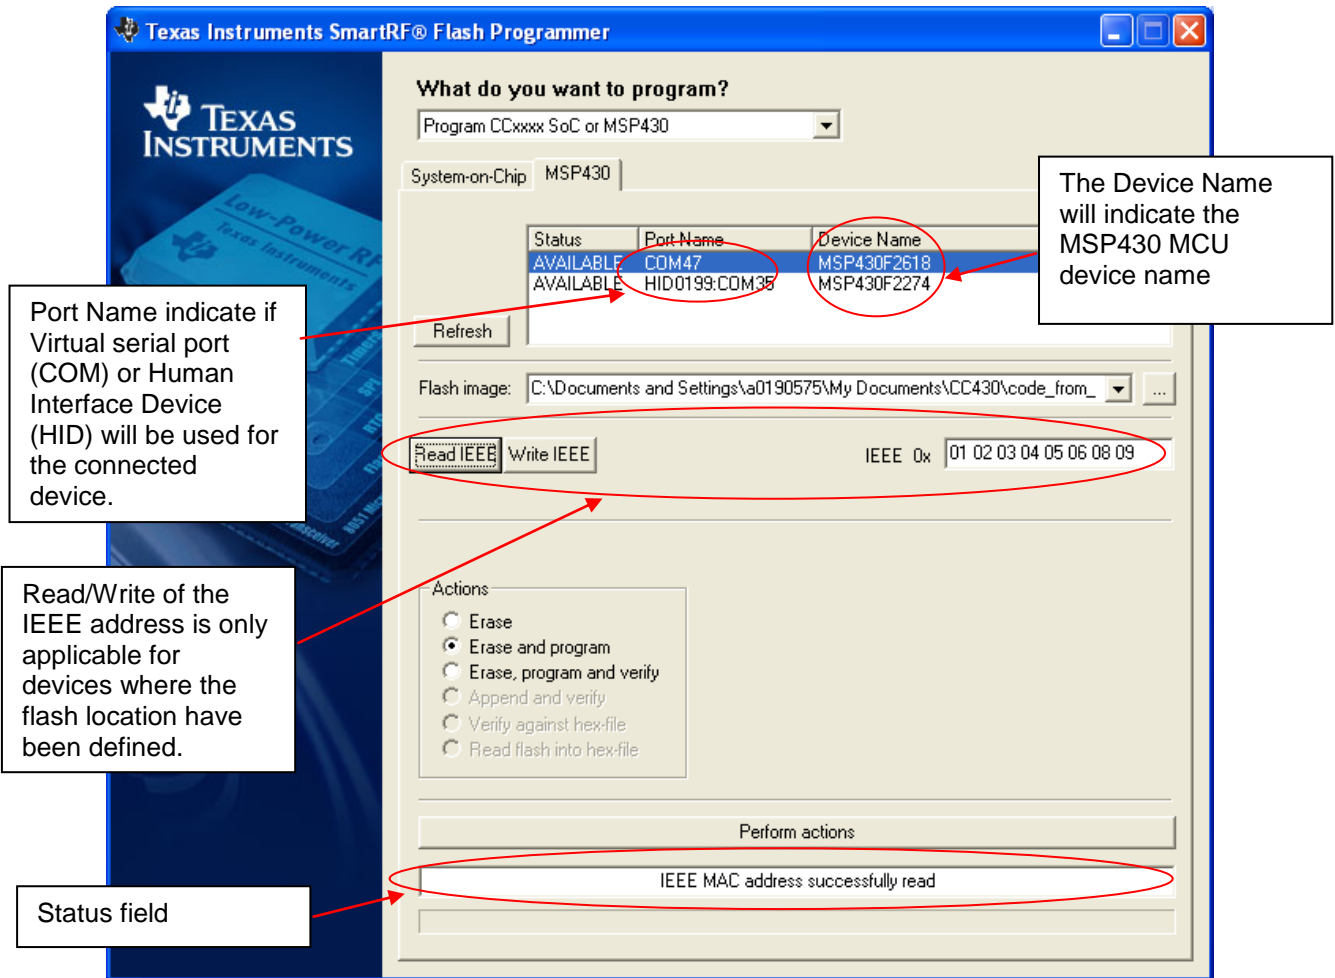 Texas Instruments SmartRF® Flash Programmer
TEXAS
INSTRUMENTS
Low-Power RF
Texas Instruments
What do you want to program?
Program CCxxxx SoC or MSP430
System-on-Chip MSP430
Status Port Name Device Name
AVAILABLE COM47 MSP430F2618
AVAILABLE HID0199:COM35 MSP430F2274
Refresh
The Device Name
will indicate the
MSP430 MCU
device name
Port Name indicate if
Virtual serial port
(COM) or Human
Interface Device
(HID) will be used for
the connected
device.
Flash image: C:\Documents and Settings\a0190575\My Documents\CC430\code_from_ ...
Read IEEE Write IEEE IEEE 0x 01 02 03 04 05 06 08 09
Read/Write of the
IEEE address is only
applicable for
devices where the
flash location have
been defined.
Actions
Erase
Erase and program
Erase, program and verify
Append and verify
Verify against hex-file
Read flash into hex-file
Perform actions
IEEE MAC address successfully read
Status field